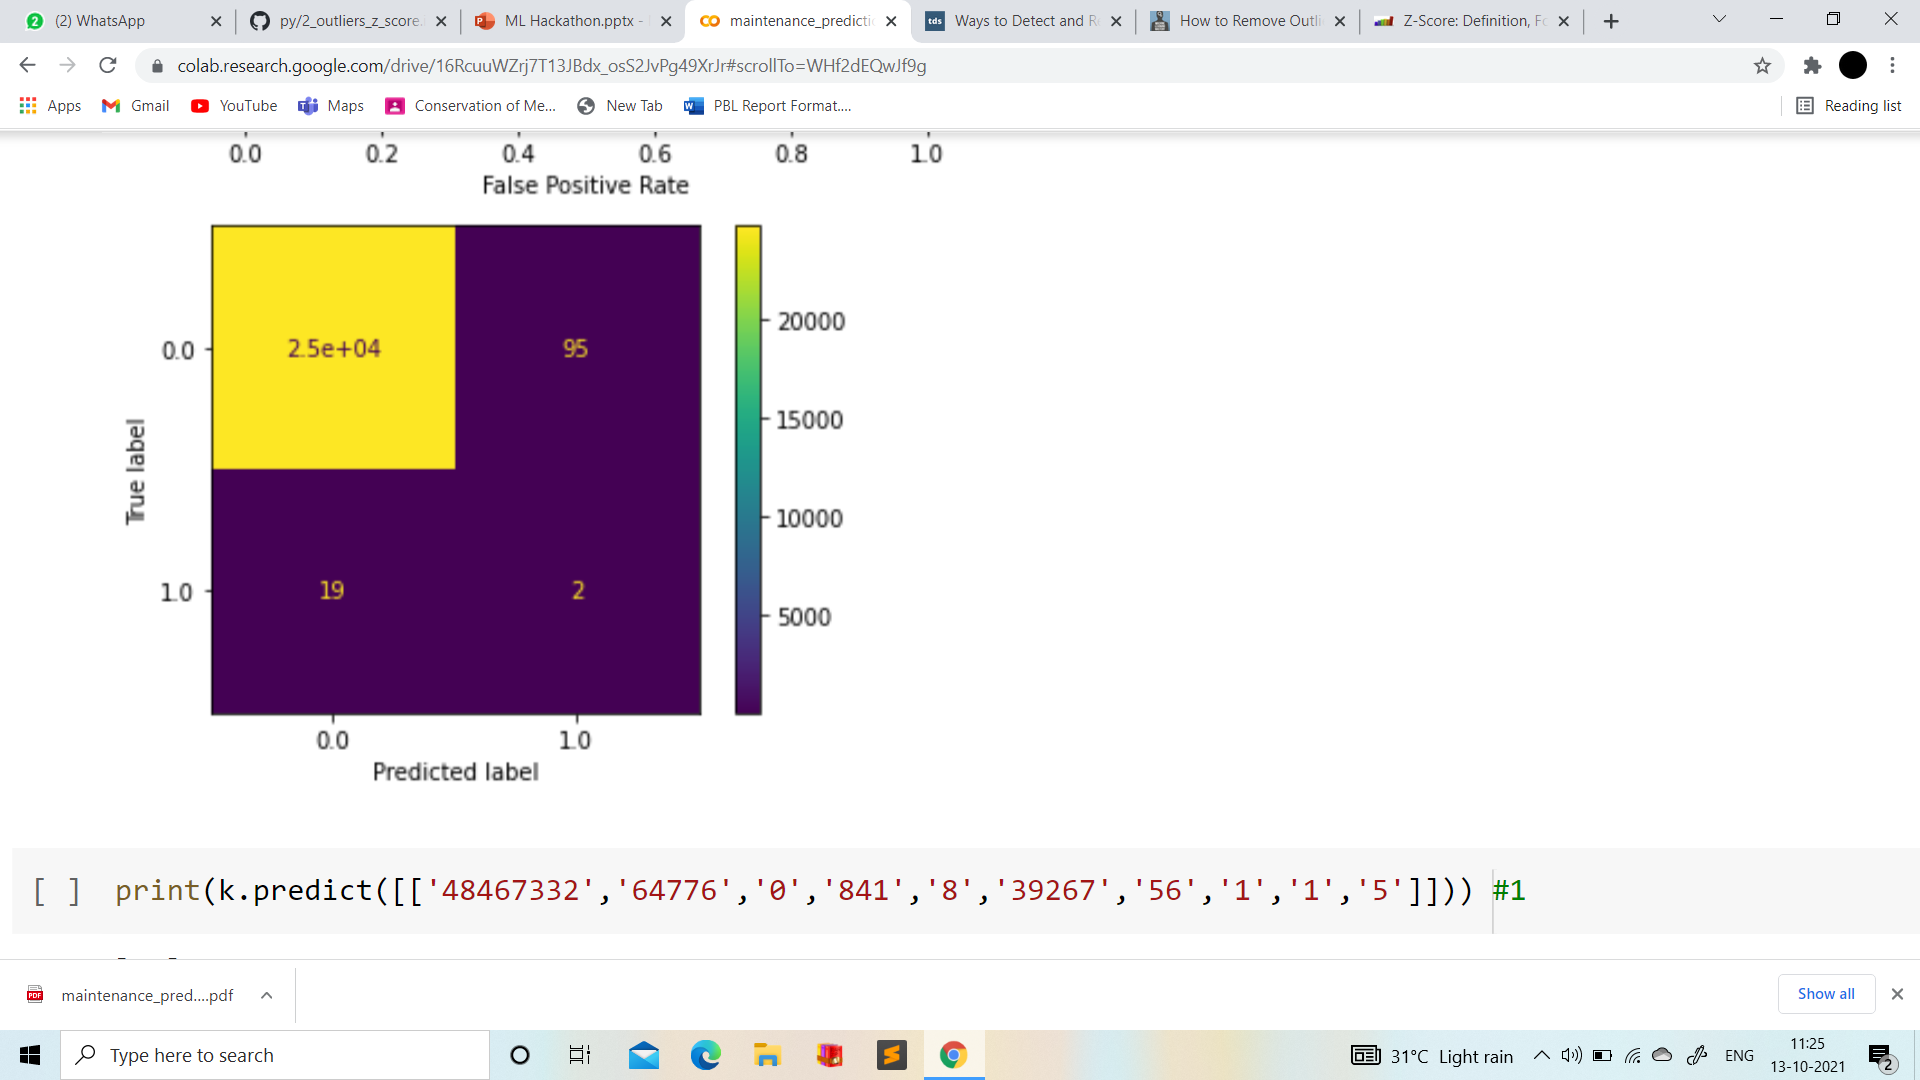 (2) WhatsApp
py/2_outliers_z_score.
ML Hackathon.pptx -
maintenance_predicti
tds
Ways to Detect and R
How to Remove Outli
Z-Score: Definition, Fo
colab.research.google.com/drive/16RcuuWZrj7T13JBdx_osS2JvPg49XrJr#scrollTo=WHf2dEQwJf9g
Apps
Gmail
YouTube
Maps
Conservation of Me...
New Tab
PBL Report Format....
Reading list
0.0 0.2 0.4 0.6 0.8 1.0
False Positive Rate
True label
0.0
2.5e+04 95
1.0
19 2
0.0 1.0
Predicted label
20000
15000
10000
5000
[ ] print(k.predict([['48467332','64776','0','841','8','39267','56','1','1','5']])) #1
PDF
maintenance_pred....pdf
Show all
Type here to search
31°C Light rain
ENG
11:25
13-10-2021
2